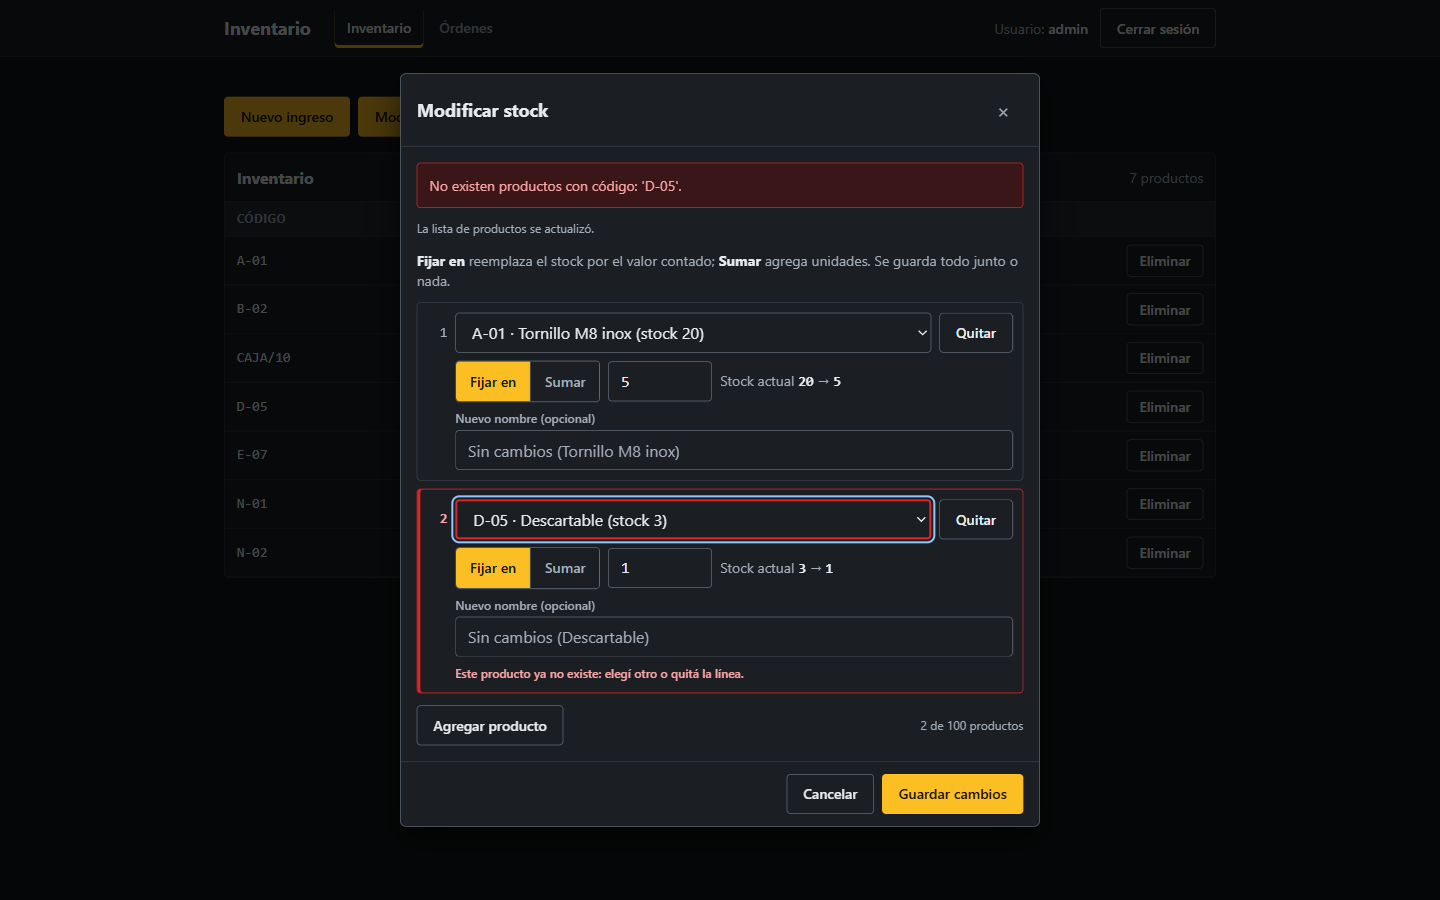 Inventario
Inventario
Órdenes
Usuario: admin
Cerrar sesión
Nuevo ingreso
Modificar stock
×
Inventario
7 productos
CÓDIGO
A-01
Eliminar
B-02
Eliminar
CAJA/10
Eliminar
D-05
Eliminar
E-07
Eliminar
N-01
Eliminar
N-02
Eliminar
No existen productos con código: 'D-05'.
La lista de productos se actualizó.
Fijar en reemplaza el stock por el valor contado; Sumar agrega unidades. Se guarda todo junto o
nada.
1
A-01 · Tornillo M8 inox (stock 20)
Quitar
Fijar en
Sumar
5
Stock actual 20 → 5
Nuevo nombre (opcional)
Sin cambios (Tornillo M8 inox)
2
D-05 · Descartable (stock 3)
Quitar
Fijar en
Sumar
1
Stock actual 3 → 1
Nuevo nombre (opcional)
Sin cambios (Descartable)
Este producto ya no existe: elegí otro o quitá la línea.
Agregar producto
2 de 100 productos
Cancelar
Guardar cambios